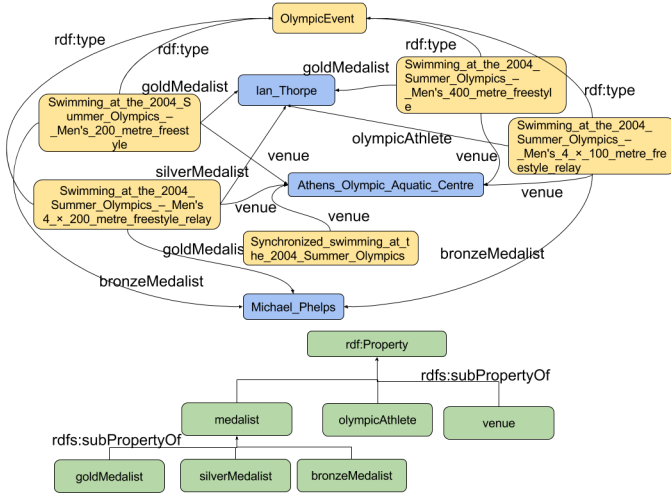 OlympicEvent
rdf:type
rdf:type
rdf:type
rdf:type
goldMedalist
goldMedalist
Ian_Thorpe
Swimming_at_the_2004_
Summer_Olympics_–
_Men's_400_metre_freestyl
e
Swimming_at_the_2004_S
ummer_Olympics_–
_Men's_200_metre_freest
yle
olympicAthlete
Swimming_at_the_2004_
Summer_Olympics_–
_Men's_4_×_100_metre_fre
estyle_relay
silverMedalist
venue
venue
Swimming_at_the_2004_
Summer_Olympics_–_Men's
4_×_200_metre_freestyle_relay
Athens_Olympic_Aquatic_Centre
venue
venue
venue
goldMedalist
Synchronized_swimming_at_t
he_2004_Summer_Olympics
bronzeMedalist
bronzeMedalist
Michael_Phelps
rdf:Property
rdfs:subPropertyOf
medalist
olympicAthlete
venue
rdfs:subPropertyOf
goldMedalist
silverMedalist
bronzeMedalist